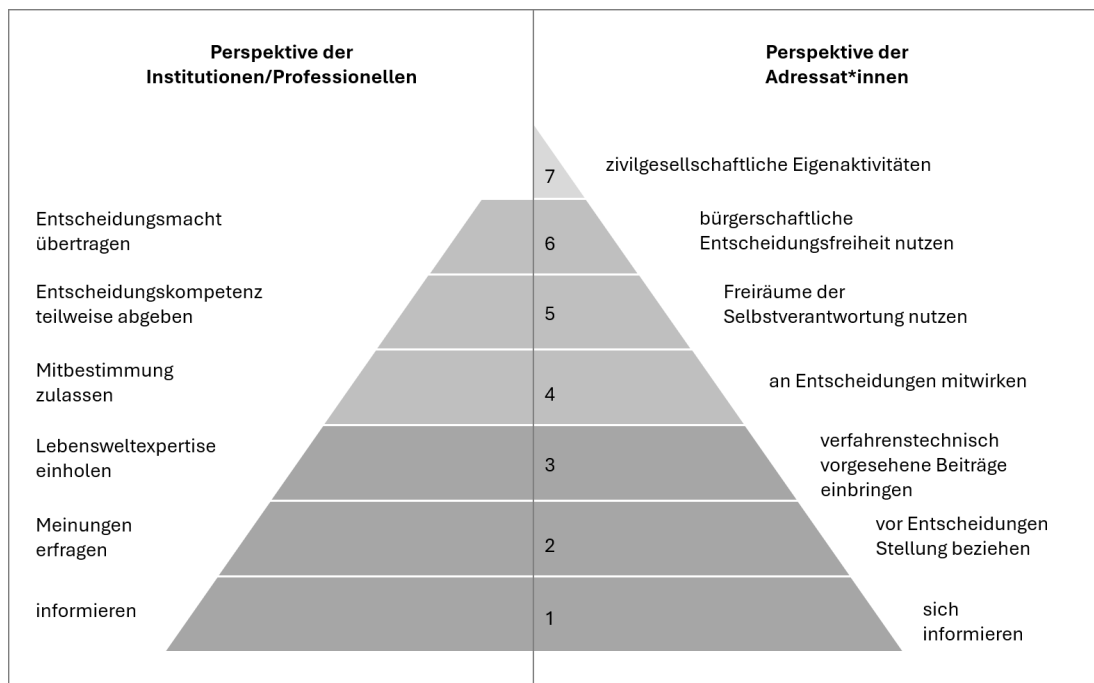 Perspektive der
Institutionen/Professionellen
Perspektive der
Adressat*innen
7
zivilgesellschaftliche Eigenaktivitäten
Entscheidungsmacht
übertragen
6
bürgerschaftliche
Entscheidungsfreiheit nutzen
Entscheidungskompetenz
teilweise abgeben
5
Freiräume der
Selbstverantwortung nutzen
Mitbestimmung
zulassen
4
an Entscheidungen mitwirken
Lebensweltexpertise
einholen
3
verfahrenstechnisch
vorgesehene Beiträge
einbringen
Meinungen
erfragen
2
vor Entscheidungen
Stellung beziehen
informieren
1
sich
informieren